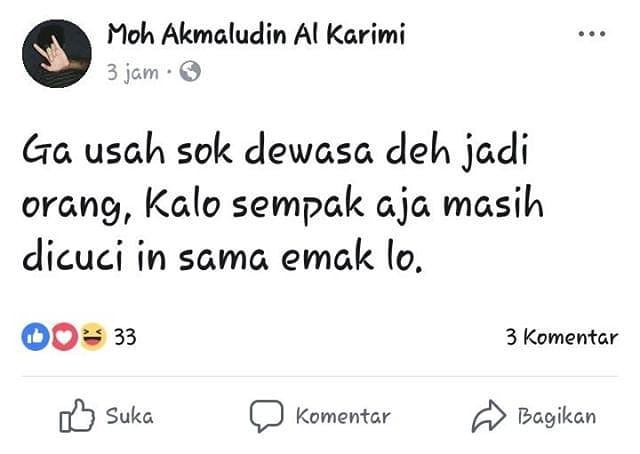 Moh Akmaludin Al Karimi
3 jam ·
Ga usah sok dewasa deh jadi
orang, Kalo sempak aja masih
dicuci in sama emak lo.
33 3 Komentar
Suka Komentar Bagikan